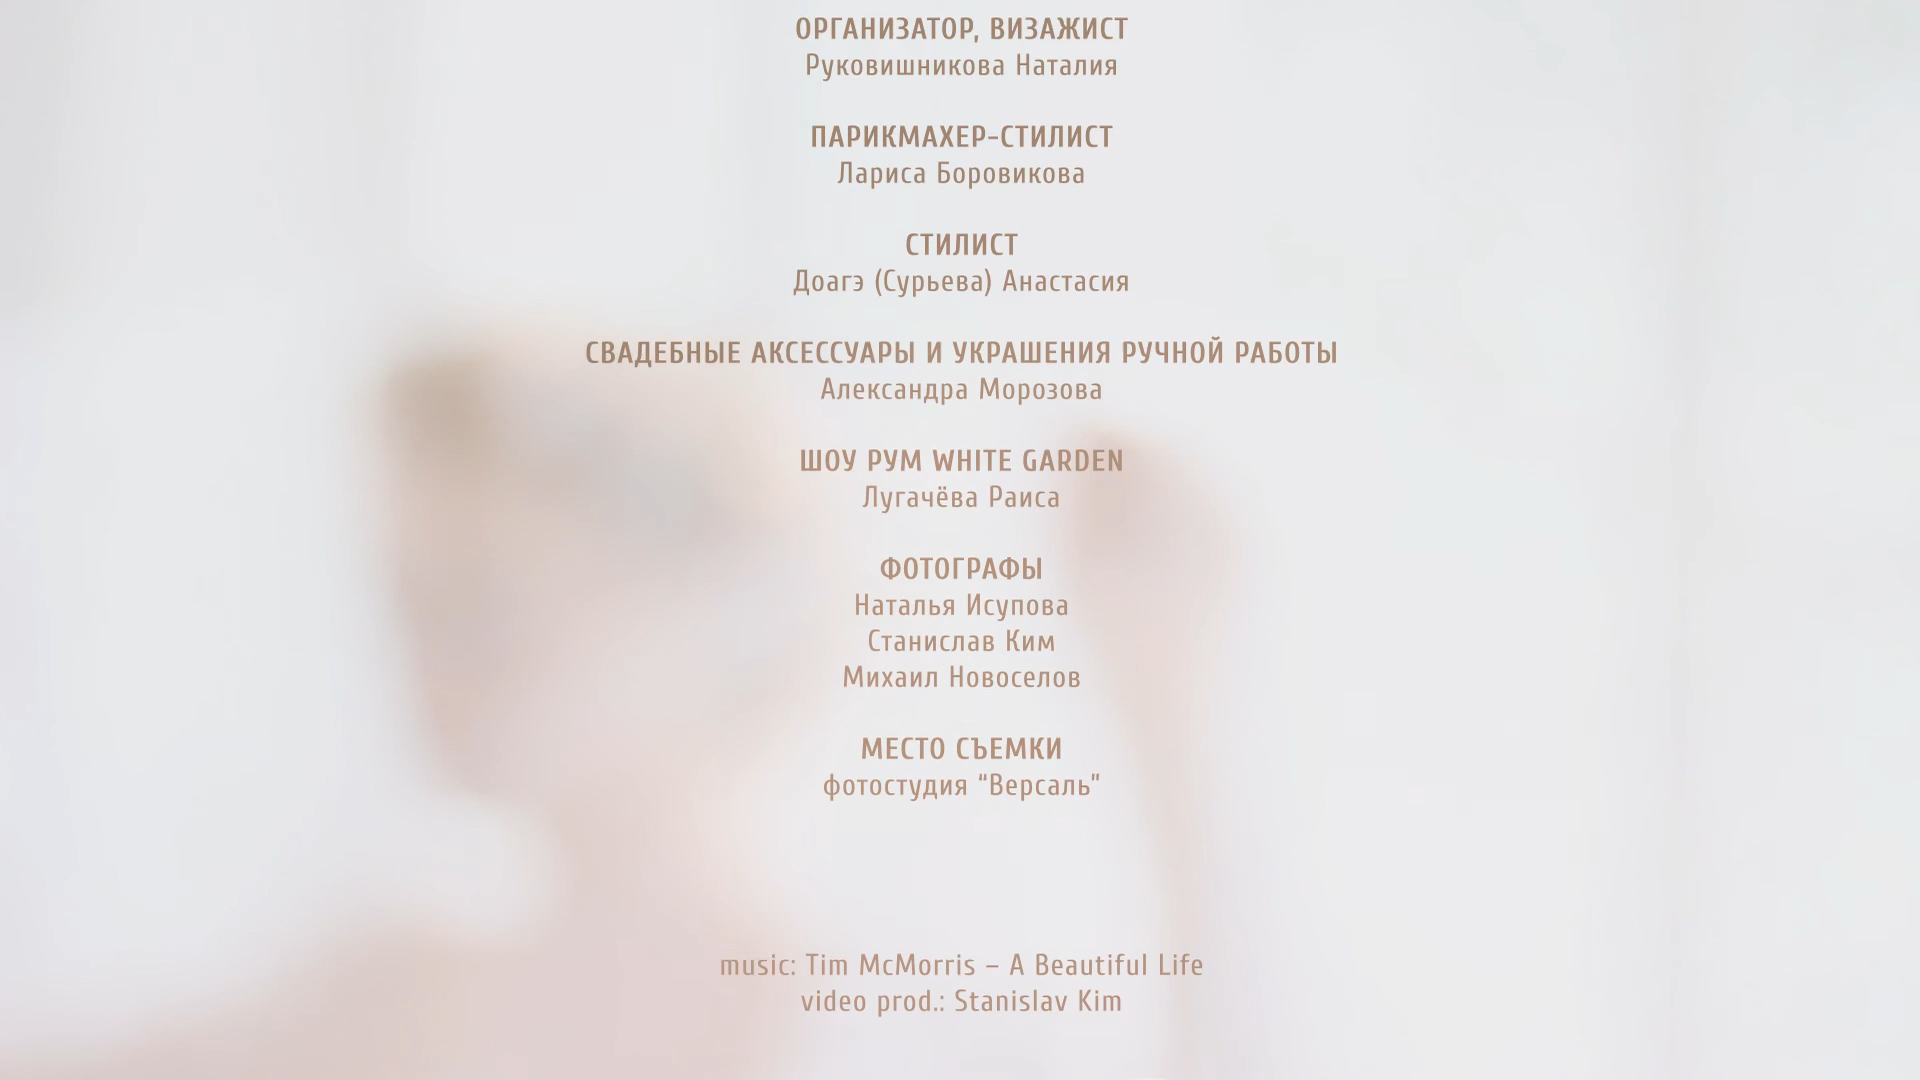 ОРГАНИЗАТОР, ВИЗАЖИСТ
Руковишникова Наталия
ПАРИКМАХЕР-СТИЛИСТ
Лариса Боровикова
СТИЛИСТ
Доагэ (Сурьева) Анастасия
СВАДЕБНЫЕ АКСЕССУАРЫ И УКРАШЕНИЯ РУЧНОЙ РАБОТЫ
Александра Морозова
ШОУ РУМ WHITE GARDEN
Лугачёва Раиса
ФОТОГРАФЫ
Наталья Исупова
Станислав Ким
Михаил Новоселов
МЕСТО СЪЕМКИ
фотостудия “Версаль”
music: Tim McMorris – A Beautiful Life
video prod.: Stanislav Kim